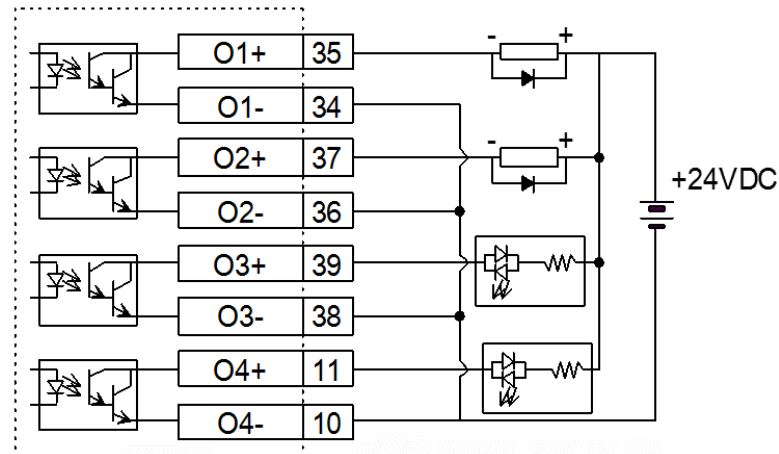 O1+ 35 - +
O1- 34
O2+ 37 - +
+24VDC
O2- 36
O3+ 39
O3- 38
O4+ 11
O4- 10